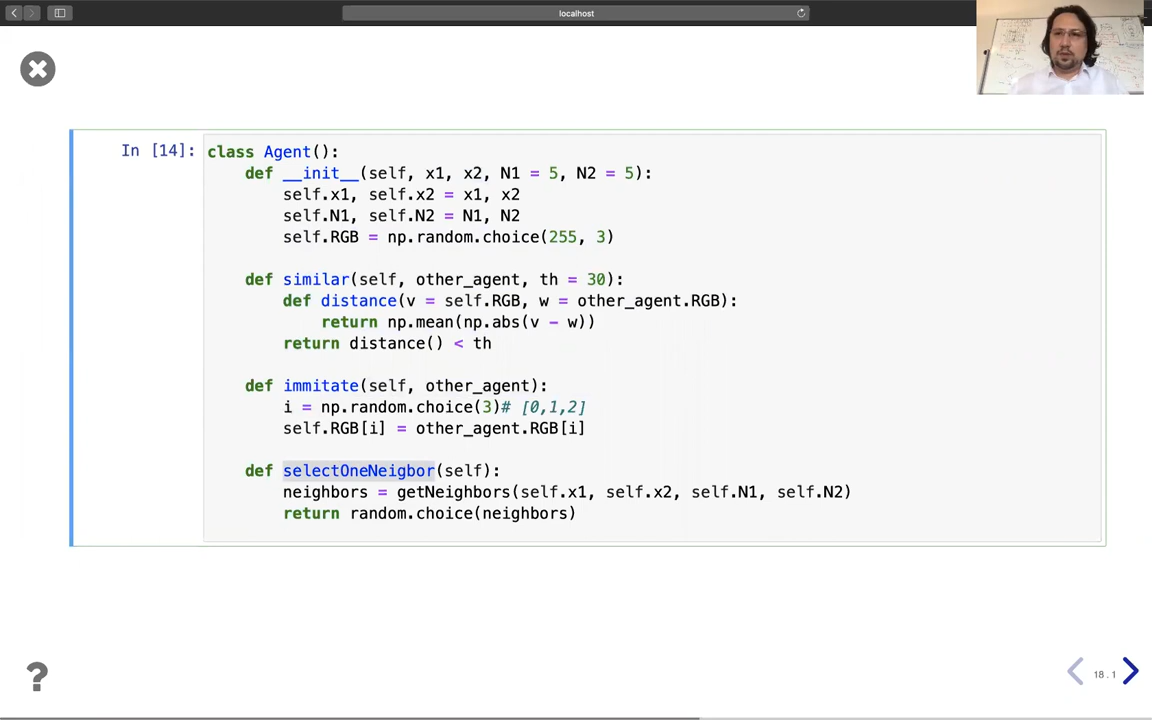 localhost
In [14]: class Agent():
def __init__(self, x1, x2, N1 = 5, N2 = 5):
self.x1, self.x2 = x1, x2
self.N1, self.N2 = N1, N2
self.RGB = np.random.choice(255, 3)
def similar(self, other_agent, th = 30):
def distance(v = self.RGB, w = other_agent.RGB):
return np.mean(np.abs(v - w))
return distance() < th
def immitate(self, other_agent):
i = np.random.choice(3)# [0,1,2]
self.RGB[i] = other_agent.RGB[i]
def selectOneNeigbor(self):
neighbors = getNeighbors(self.x1, self.x2, self.N1, self.N2)
return random.choice(neighbors)
?
18.1